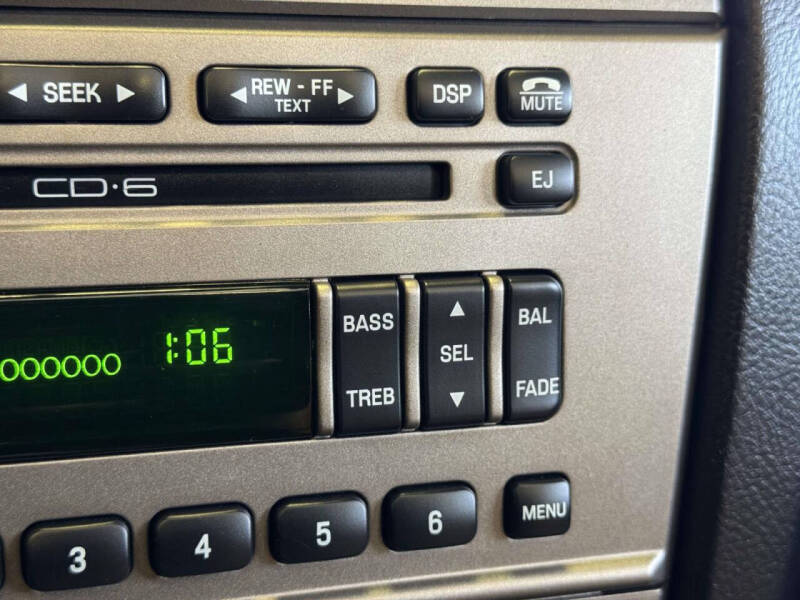 ◄ SEEK ►
◄ REW - FF ►
TEXT
DSP
MUTE
CD·6
EJ
000000
1:06
BASS
TREB
▲
SEL
▼
BAL
FADE
3
4
5
6
MENU